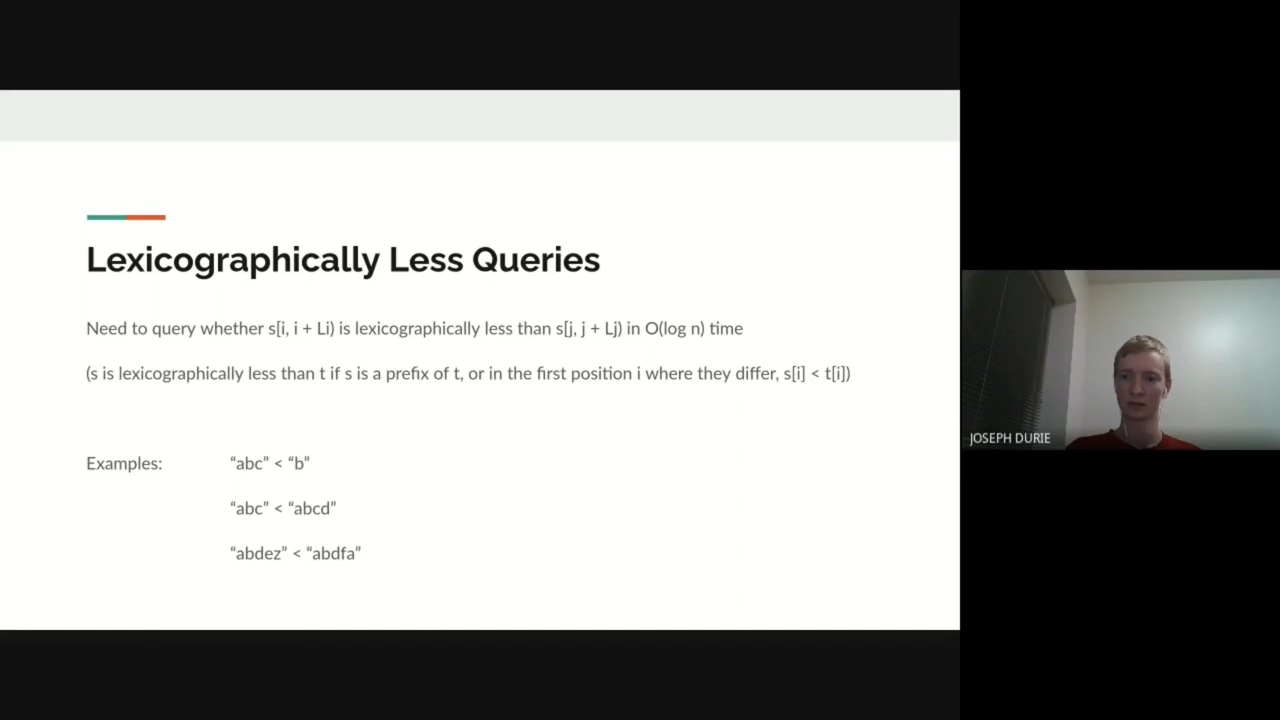 Lexicographically Less Queries
Need to query whether s[i, i + Li) is lexicographically less than s[j, j + Lj) in O(log n) time
(s is lexicographically less than t if s is a prefix of t, or in the first position i where they differ, s[i] < t[i])
Examples: “abc” < “b”
“abc” < “abcd”
“abdez” < “abdfa”
JOSEPH DURIE